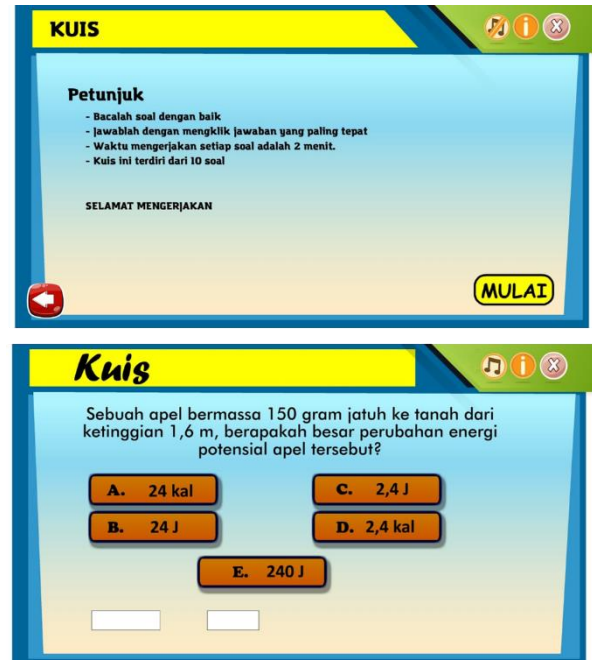 KUIS
Petunjuk
- Bacalah soal dengan baik
- Jawablah dengan mengklik jawaban yang paling tepat
- Waktu mengerjakan setiap soal adalah 2 menit.
- Kuis ini terdiri dari 10 soal
SELAMAT MENGERJAKAN
MULAI
Kuis
Sebuah apel bermassa 150 gram jatuh ke tanah dari
ketinggian 1,6 m, berapakah besar perubahan energi
potensial apel tersebut?
A. 24 kal
C. 2,4 J
B. 24 J
D. 2,4 kal
E. 240 J